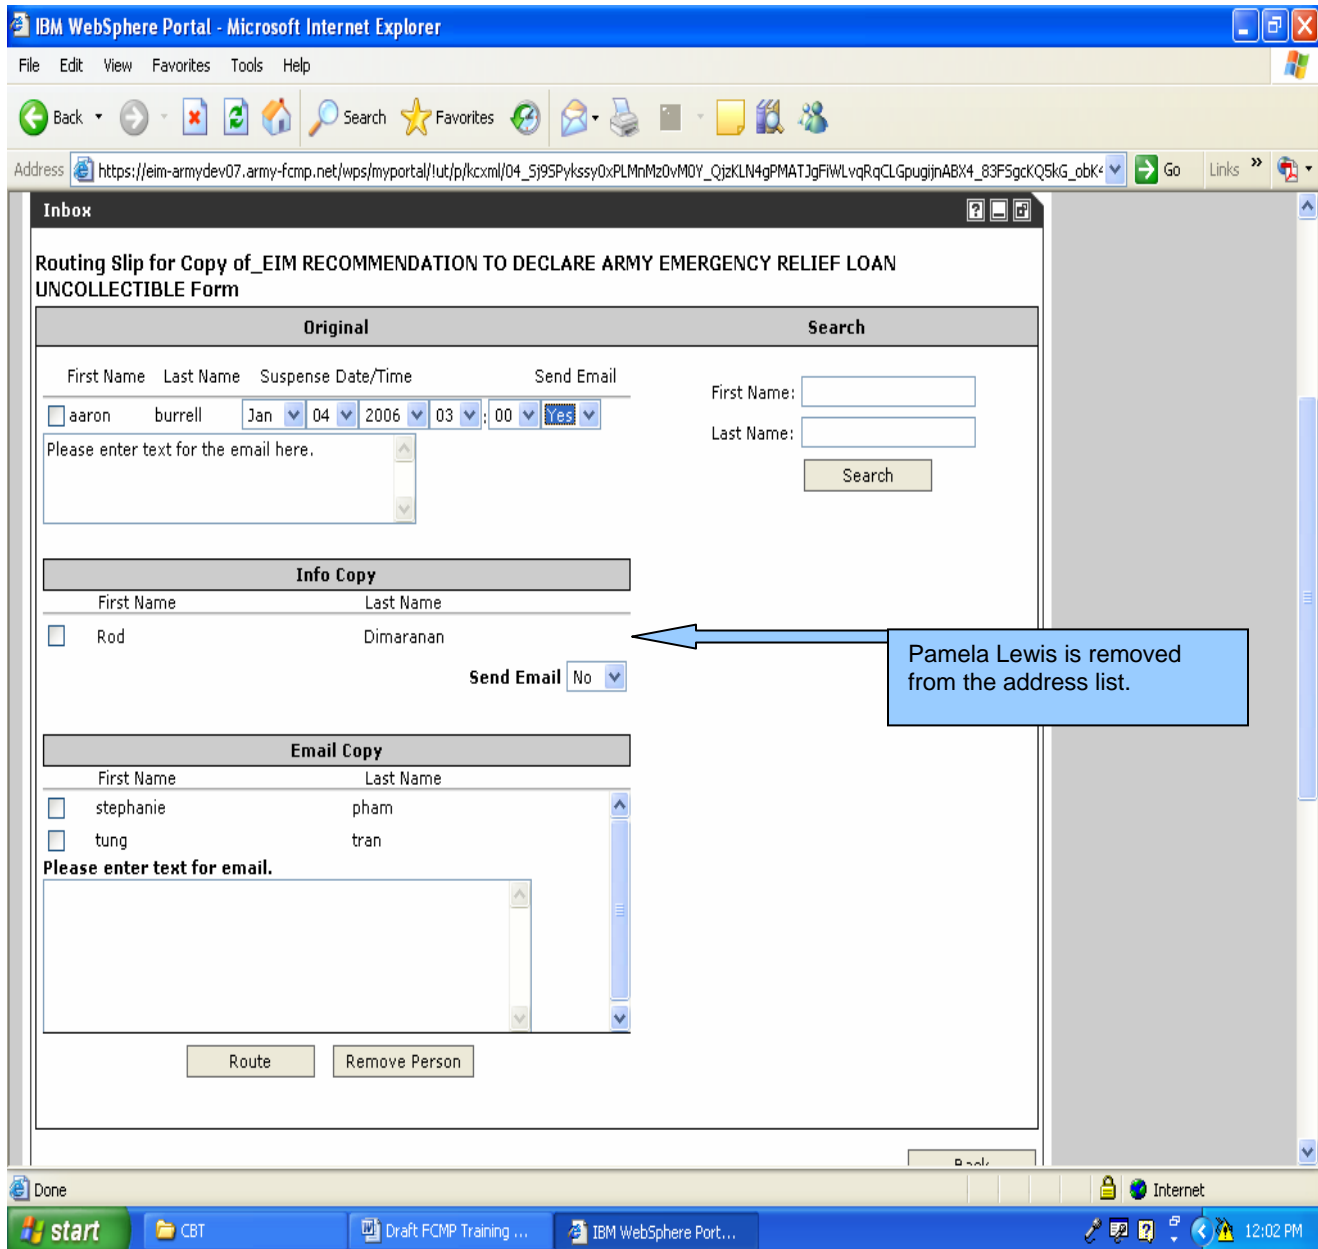 IBM WebSphere Portal - Microsoft Internet Explorer
File Edit View Favorites Tools Help
Back Search Favorites
Address https://eim-armydev07.army-fcmp.net/wps/myportal/!ut/p/kcxml/ Go Links »
Inbox
Routing Slip for Copy of_EIM RECOMMENDATION TO DECLARE ARMY EMERGENCY RELIEF LOAN
UNCOLLECTIBLE Form
Original Search
First Name Last Name Suspense Date/Time Send Email
First Name:
aaron burrell Jan 04 2006 03 : 00 Yes
Last Name:
Please enter text for the email here.
Search
Info Copy
First Name Last Name
Rod Dimaranan
Pamela Lewis is removed
from the address list.
Send Email No
Email Copy
First Name Last Name
stephanie pham
tung tran
Please enter text for email.
Route Remove Person
Back
Done Internet
start CBT Draft FCMP Training ... IBM WebSphere Port... 12:02 PM